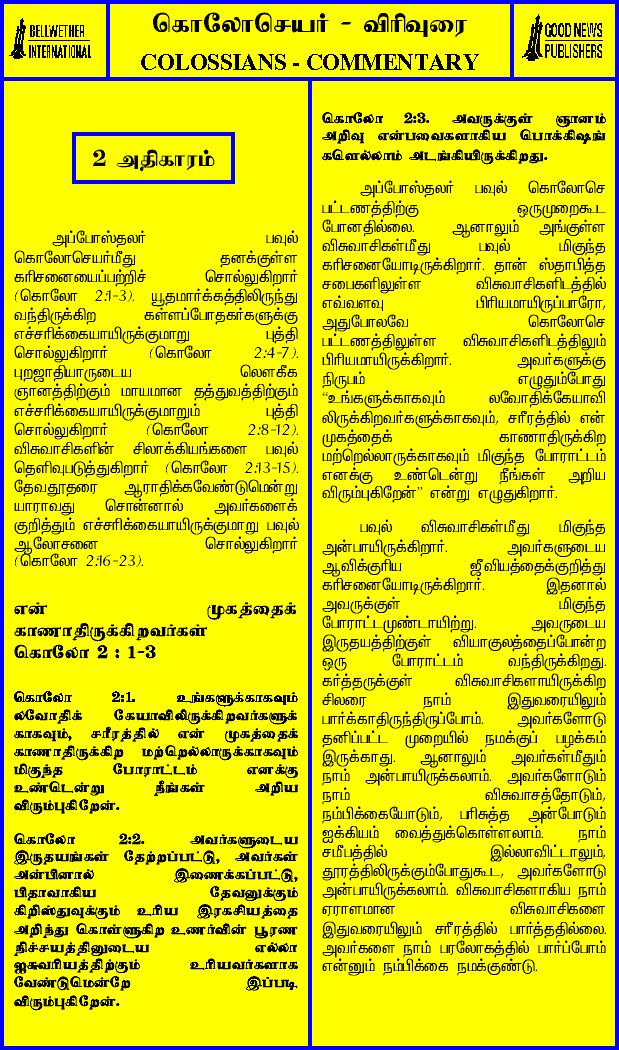 BELLWETHER
INTERNATIONAL
கொலோசெயர் - விரிவுரை
COLOSSIANS - COMMENTARY
GOOD NEWS
PUBLISHERS
2 அதிகாரம்
அப்போஸ்தலர் பவுல்
கொலோசெயர்மீது தனக்குள்ள
கரிசனையைப்பற்றிச் சொல்லுகிறார்
(கொலோ 2:1-3). யூதமார்க்கத்திலிருந்து
வந்திருக்கிற கள்ளப்போதகர்களுக்கு
எச்சரிக்கையாயிருக்குமாறு புத்தி
சொல்லுகிறார் (கொலோ 2:4-7).
புறஜாதியாருடைய லௌகீக
ஞானத்திற்கும் மாயமான தத்துவத்திற்கும்
எச்சரிக்கையாயிருக்குமாறும் புத்தி
சொல்லுகிறார் (கொலோ 2:8-12).
விசுவாசிகளின் சிலாக்கியங்களை பவுல்
தெளிவுபடுத்துகிறார் (கொலோ 2:13-15).
தேவதூதரை ஆராதிக்கவேண்டுமென்று
யாராவது சொன்னால் அவர்களைக்
குறித்தும் எச்சரிக்கையாயிருக்குமாறு பவுல்
ஆலோசனை சொல்லுகிறார்
(கொலோ 2:16-23).
என் முகத்தைக்
காணாதிருக்கிறவர்கள்
கொலோ 2 : 1-3
கொலோ 2:1. உங்களுக்காகவும்
லவோதிக் கேயாவிலிருக்கிறவர்களுக்
காகவும், சரீரத்தில் என் முகத்தைக்
காணாதிருக்கிற மற்றெல்லாருக்காகவும்
மிகுந்த போராட்டம் எனக்கு
உண்டென்று நீங்கள் அறிய
விரும்புகிறேன்.
கொலோ 2:2. அவர்களுடைய
இருதயங்கள் தேற்றப்பட்டு, அவர்கள்
அன்பினால் இணைக்கப்பட்டு,
பிதாவாகிய தேவனுக்கும்
கிறிஸ்துவுக்கும் உரிய இரகசியத்தை
அறிந்து கொள்ளுகிற உணர்வின் பூரண
நிச்சயத்தினுடைய எல்லா
ஐசுவரியத்திற்கும் உரியவர்களாக
வேண்டுமென்றே இப்படி
விரும்புகிறேன்.
கொலோ 2:3. அவருக்குள் ஞானம்
அறிவு என்பவைகளாகிய பொக்கிஷங்
களெல்லாம் அடங்கியிருக்கிறது.
அப்போஸ்தலர் பவுல் கொலோசெ
பட்டணத்திற்கு ஒருமுறைகூட
போனதில்லை. ஆனாலும் அங்குள்ள
விசுவாசிகள்மீது பவுல் மிகுந்த
கரிசனையோடிருக்கிறார். தான் ஸ்தாபித்த
சபைகளிலுள்ள விசுவாசிகளிடத்தில்
எவ்வளவு பிரியமாயிருப்பாரோ,
அதுபோலவே கொலோசெ
பட்டணத்திலுள்ள விசுவாசிகளிடத்திலும்
பிரியமாயிருக்கிறார். அவர்களுக்கு
நிருபம் எழுதும்போது
“உங்களுக்காகவும் லவோதிக்கேயாவி
லிருக்கிறவர்களுக்காகவும், சரீரத்தில் என்
முகத்தைக் காணாதிருக்கிற
மற்றெல்லாருக்காகவும் மிகுந்த போராட்டம்
எனக்கு உண்டென்று நீங்கள் அறிய
விரும்புகிறேன்” என்று எழுதுகிறார்.
பவுல் விசுவாசிகள்மீது மிகுந்த
அன்பாயிருக்கிறார். அவர்களுடைய
ஆவிக்குரிய ஜீவியத்தைக்குறித்து
கரிசனையோடிருக்கிறார். இதனால்
அவருக்குள் மிகுந்த
போராட்டமுண்டாயிற்று. அவருடைய
இருதயத்திற்குள் வியாகுலத்தைப்போன்ற
ஒரு போராட்டம் வந்திருக்கிறது.
கர்த்தருக்குள் விசுவாசிகளாயிருக்கிற
சிலரை நாம் இதுவரையிலும்
பார்க்காதிருந்திருப்போம். அவர்களோடு
தனிப்பட்ட முறையில் நமக்குப் பழக்கம்
இருக்காது. ஆனாலும் அவர்கள்மீதும்
நாம் அன்பாயிருக்கலாம். அவர்களோடும்
நாம் விசுவாசத்தோடும்,
நம்பிக்கையோடும், பரிசுத்த அன்போடும்
ஐக்கியம் வைத்துக்கொள்ளலாம். நாம்
சமீபத்தில் இல்லாவிட்டாலும்,
தூரத்திலிருக்கும்போதுகூட, அவர்களோடு
அன்பாயிருக்கலாம். விசுவாசிகளாகிய நாம்
ஏராளமான விசுவாசிகளை
இதுவரையிலும் சரீரத்தில் பார்த்ததில்லை.
அவர்களை நாம் பரலோகத்தில் பார்ப்போம்
என்னும் நம்பிக்கை நமக்குண்டு.